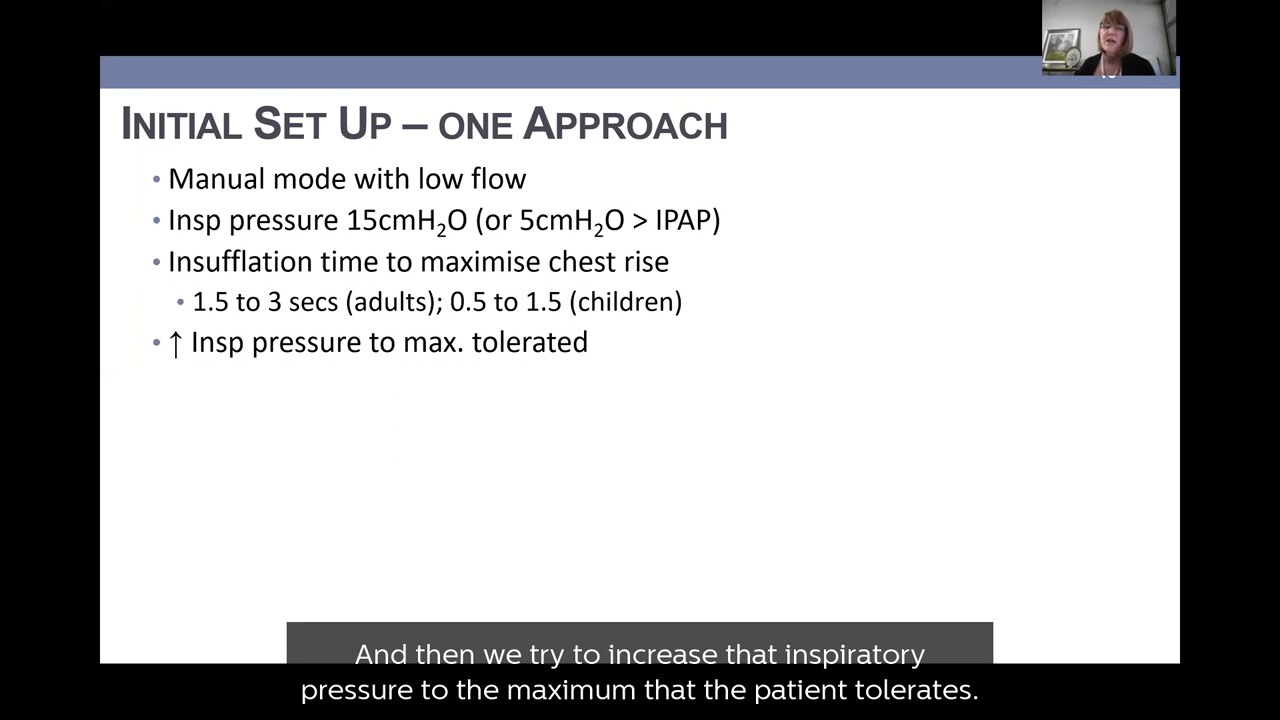 INITIAL SET UP – ONE APPROACH
• Manual mode with low flow
• Insp pressure 15cmH₂O (or 5cmH₂O > IPAP)
• Insufflation time to maximise chest rise
• 1.5 to 3 secs (adults); 0.5 to 1.5 (children)
• ↑ Insp pressure to max. tolerated
And then we try to increase that inspiratory
pressure to the maximum that the patient tolerates.